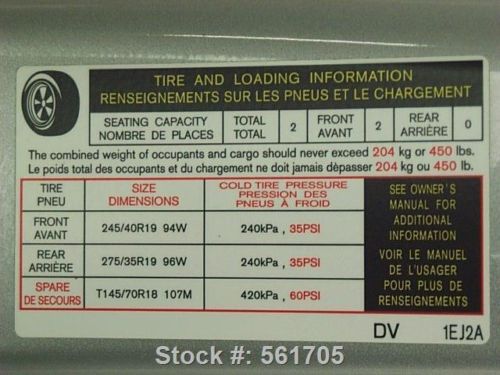 TIRE AND LOADING INFORMATION
RENSEIGNEMENTS SUR LES PNEUS ET LE CHARGEMENT
SEATING CAPACITY TOTAL 2 FRONT 2 REAR 0
NOMBRE DE PLACES TOTAL AVANT ARRIÈRE
The combined weight of occupants and cargo should never exceed 204 kg or 450 lbs.
Le poids total des occupants et du chargement ne doit jamais dépasser 204 kg ou 450 lb.
TIRE SIZE COLD TIRE PRESSURE
PNEU DIMENSIONS PRESSION DES
PNEUS À FROID
FRONT
AVANT
245/40R19 94W 240kPa , 35PSI
REAR
ARRIÈRE
275/35R19 96W 240kPa , 35PSI
SPARE
DE SECOURS
T145/70R18 107M 420kPa , 60PSI
SEE OWNER'S
MANUAL FOR
ADDITIONAL
INFORMATION
VOIR LE MANUEL
DE L'USAGER
POUR PLUS DE
RENSEIGNEMENTS
DV 1EJ2A
Stock #: 561705